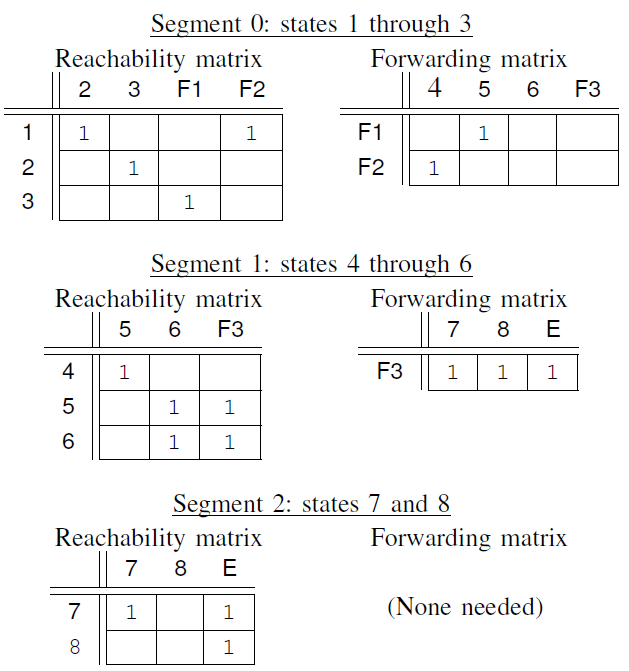 Segment 0: states 1 through 3
Reachability matrix Forwarding matrix
2 3 F1 F2 4 5 6 F3
1 1 1 F1 1
2 1 F2 1
3 1
Segment 1: states 4 through 6
Reachability matrix Forwarding matrix
5 6 F3 7 8 E
4 1 F3 1 1 1
5 1 1
6 1 1
Segment 2: states 7 and 8
Reachability matrix Forwarding matrix
7 8 E
7 1 1 (None needed)
8 1